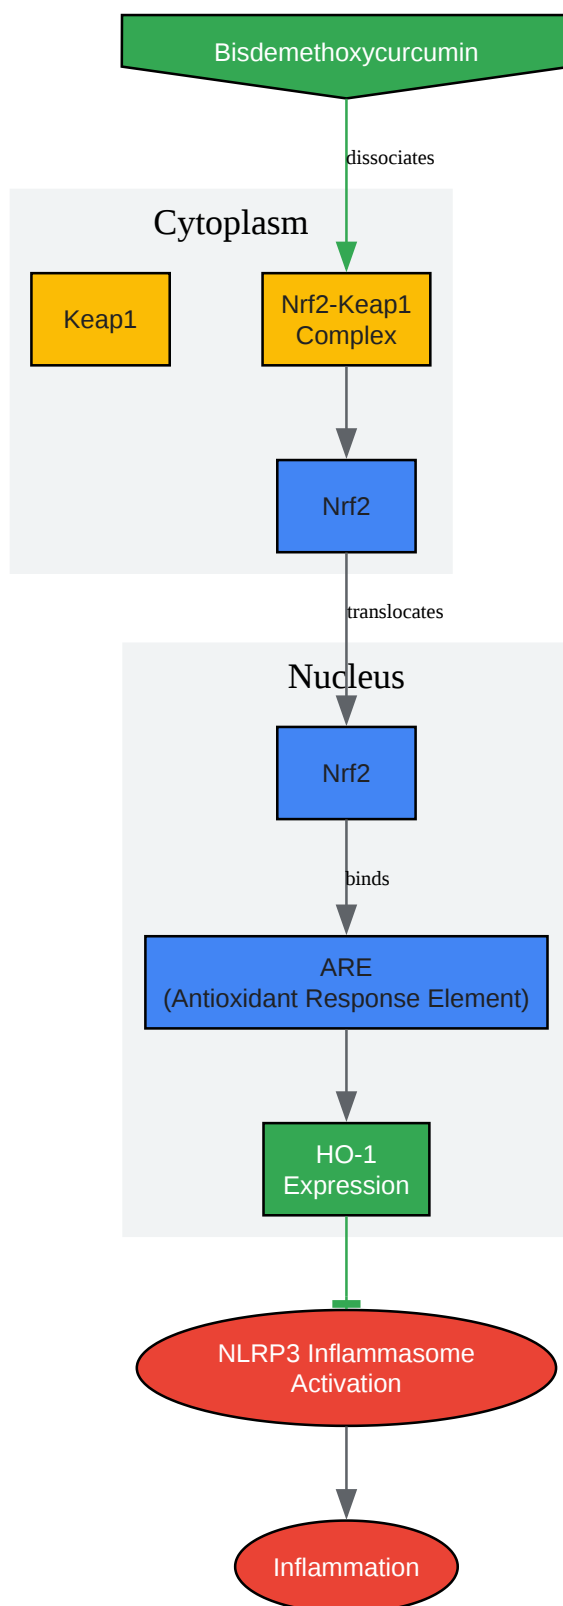 Bisdemethoxycurcumin
dissociates
Cytoplasm
Keap1
Nrf2-Keap1
Complex
Nrf2
translocates
Nucleus
Nrf2
binds
ARE
(Antioxidant Response Element)
HO-1
Expression
NLRP3 Inflammasome
Activation
Inflammation